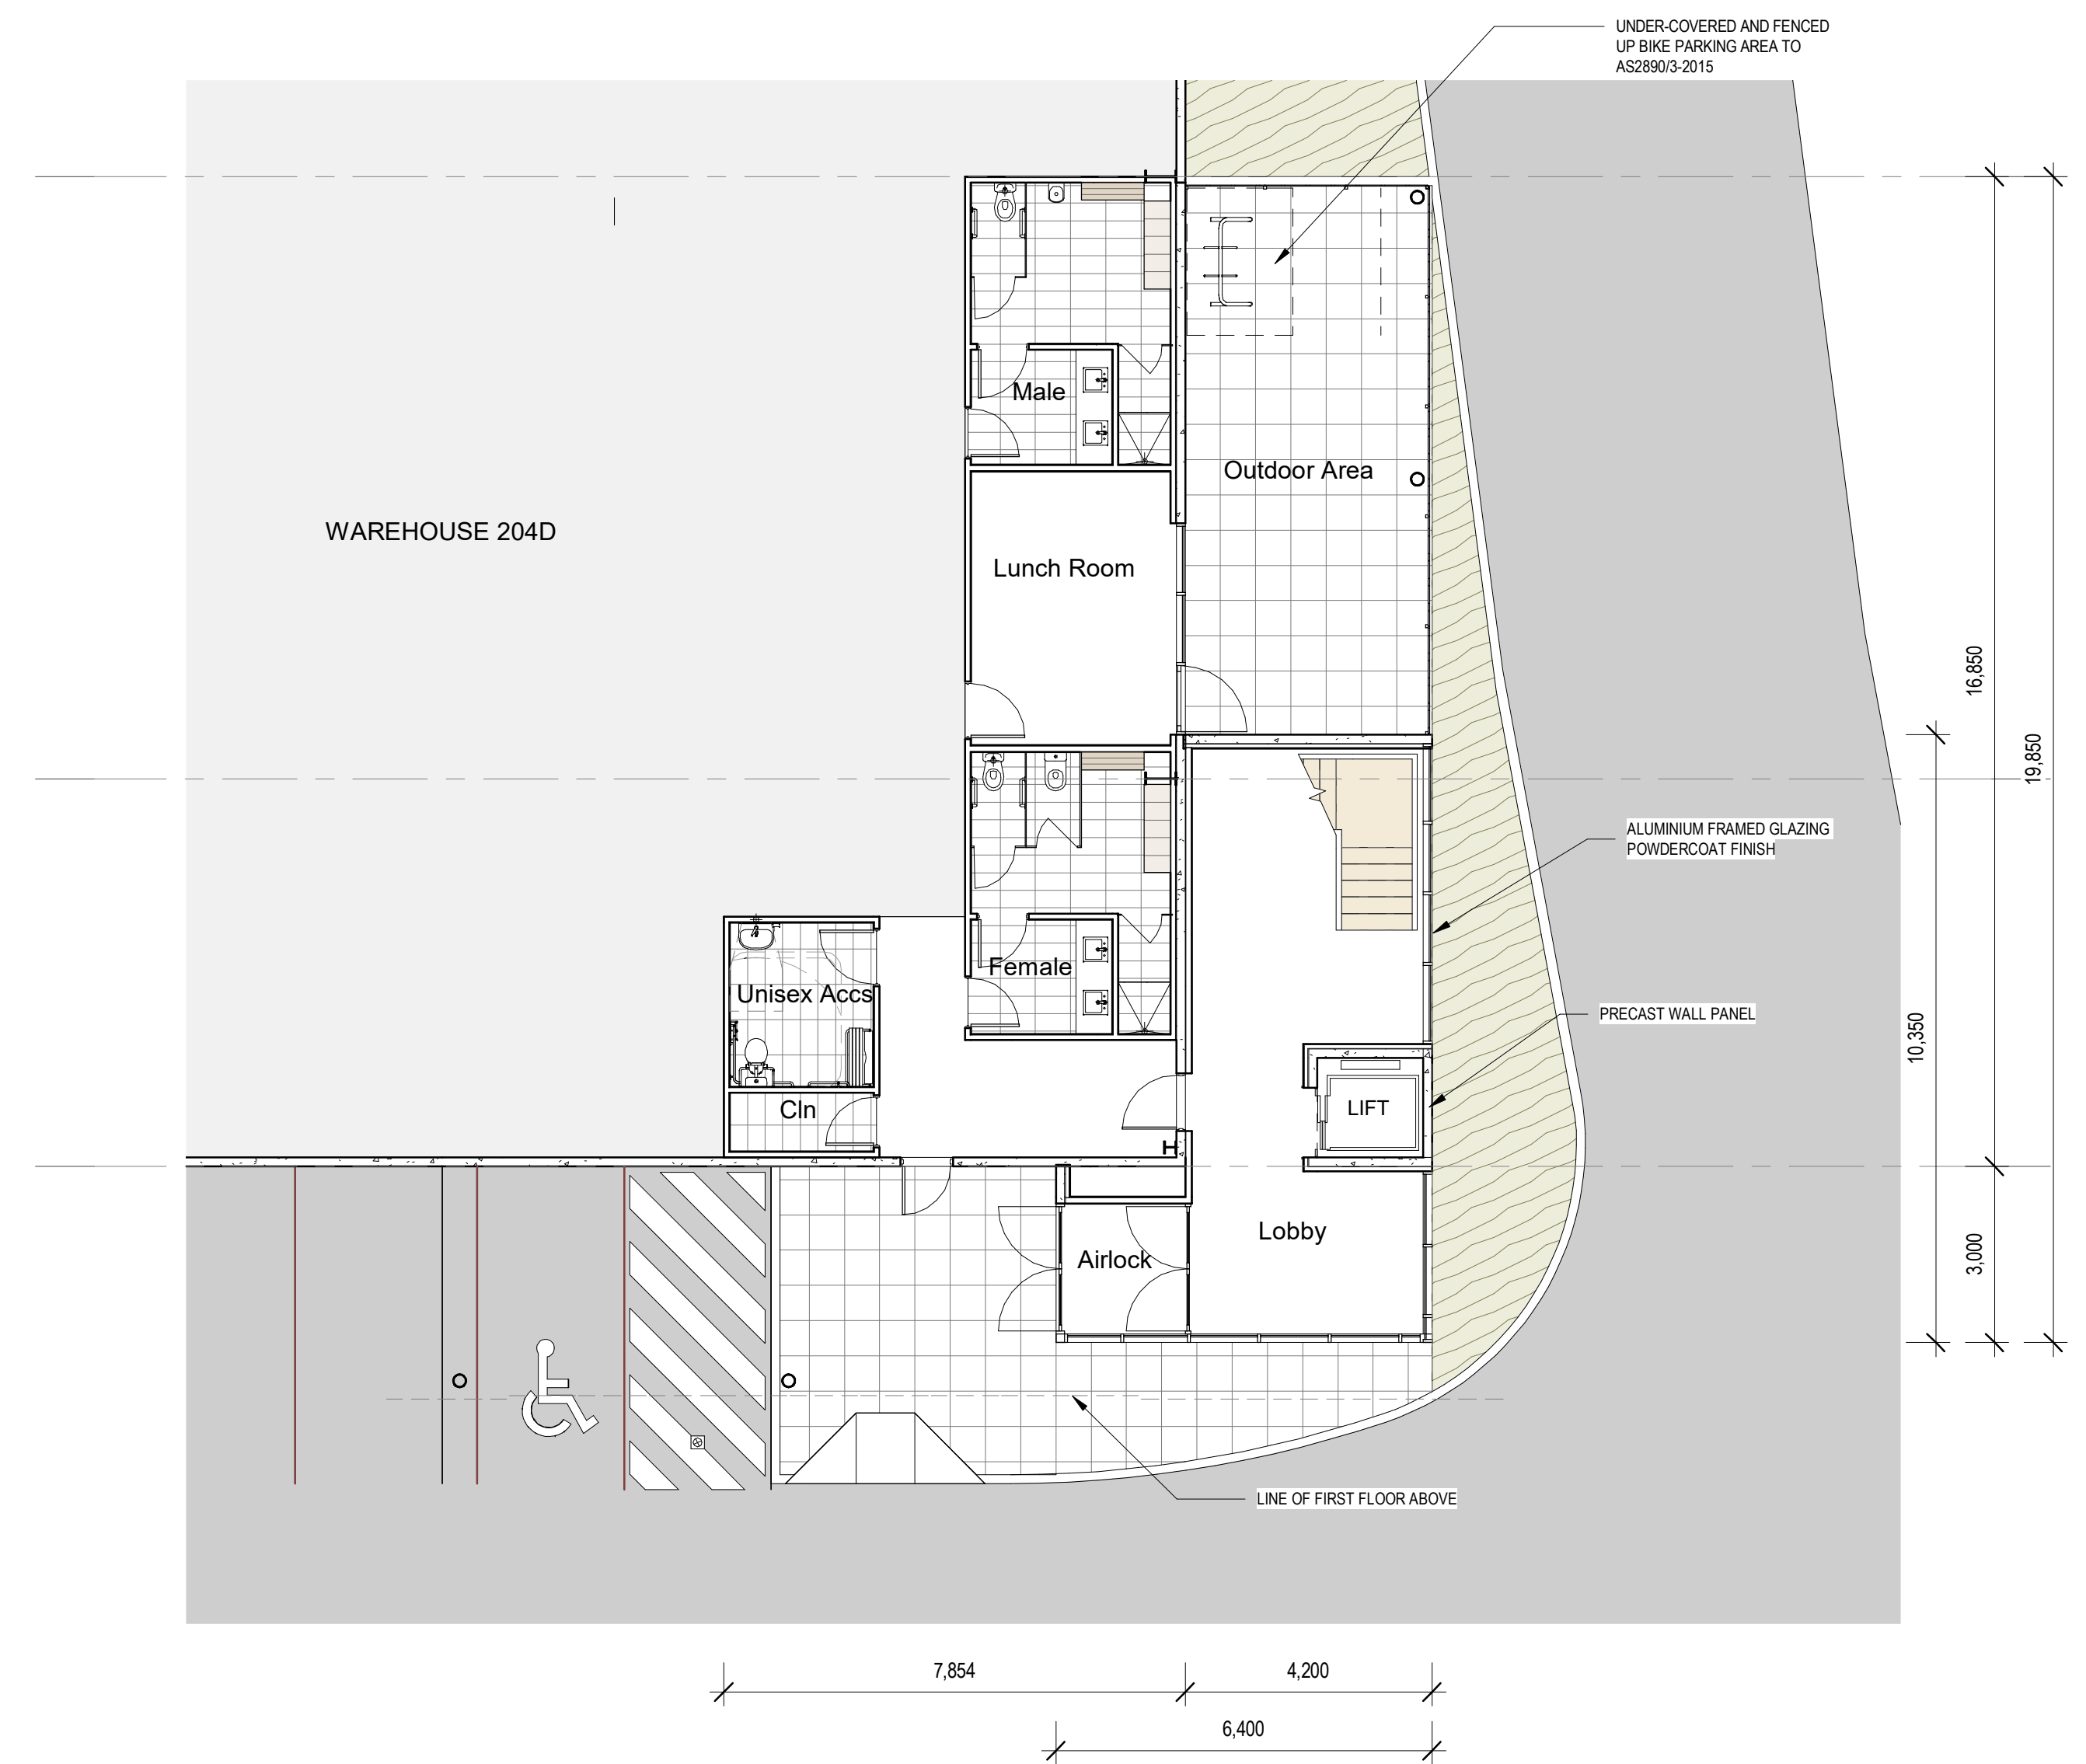 UNDER-COVERED AND FENCED
UP BIKE PARKING AREA TO
AS2890/3-2015
Male
Outdoor Area
WAREHOUSE 204D
Lunch Room
16,850
19,850
ALUMINIUM FRAMED GLAZING
POWDERCOAT FINISH
Female
Unisex Accs
PRECAST WALL PANEL
10,350
Cln
LIFT
Lobby
Airlock
3,000
LINE OF FIRST FLOOR ABOVE
7,854
4,200
6,400